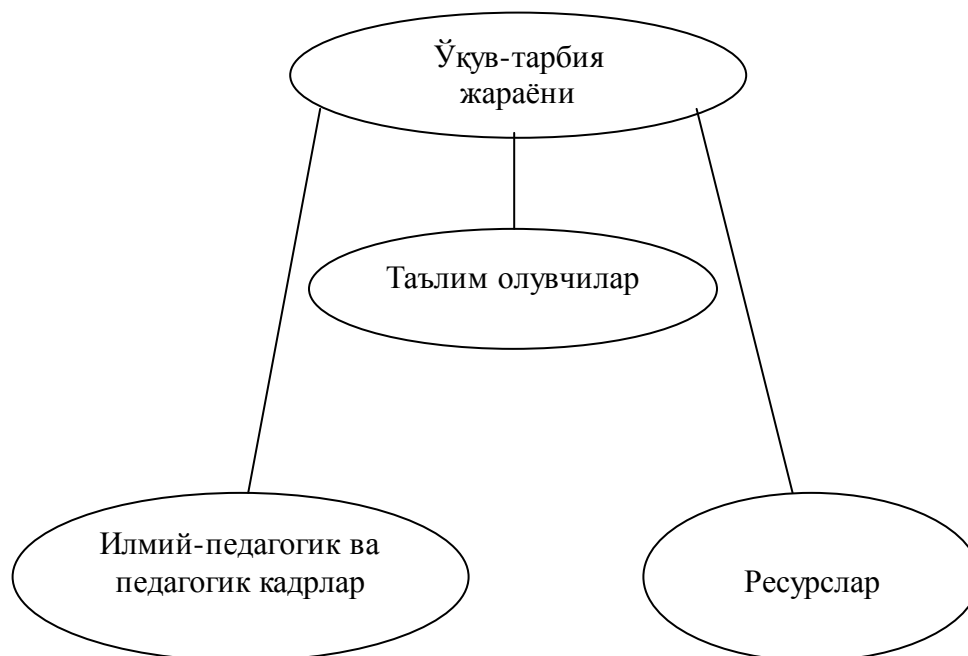 Ўқув-тарбия
жараёни
Таълим олувчилар
Илмий-педагогик ва
педагогик кадрлар
Ресурслар